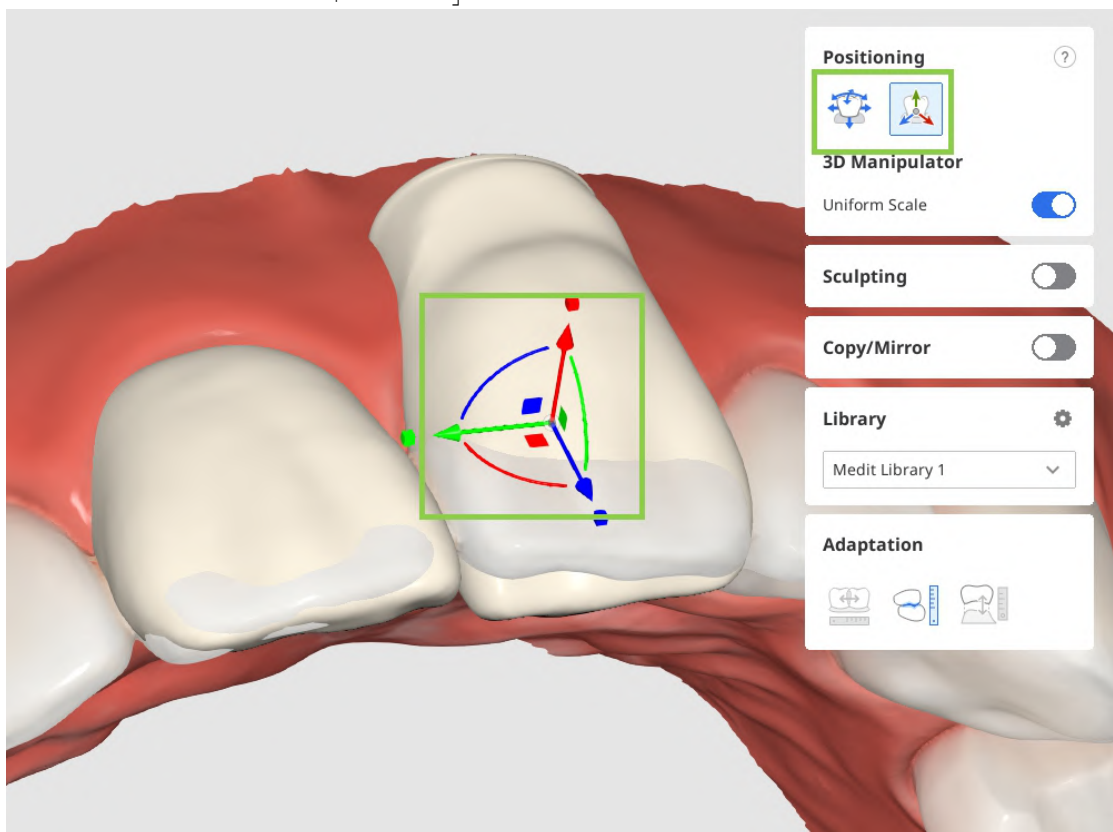 Positioning
?
3D Manipulator
Uniform Scale
Sculpting
Copy/Mirror
Library
Medit Library 1
Adaptation